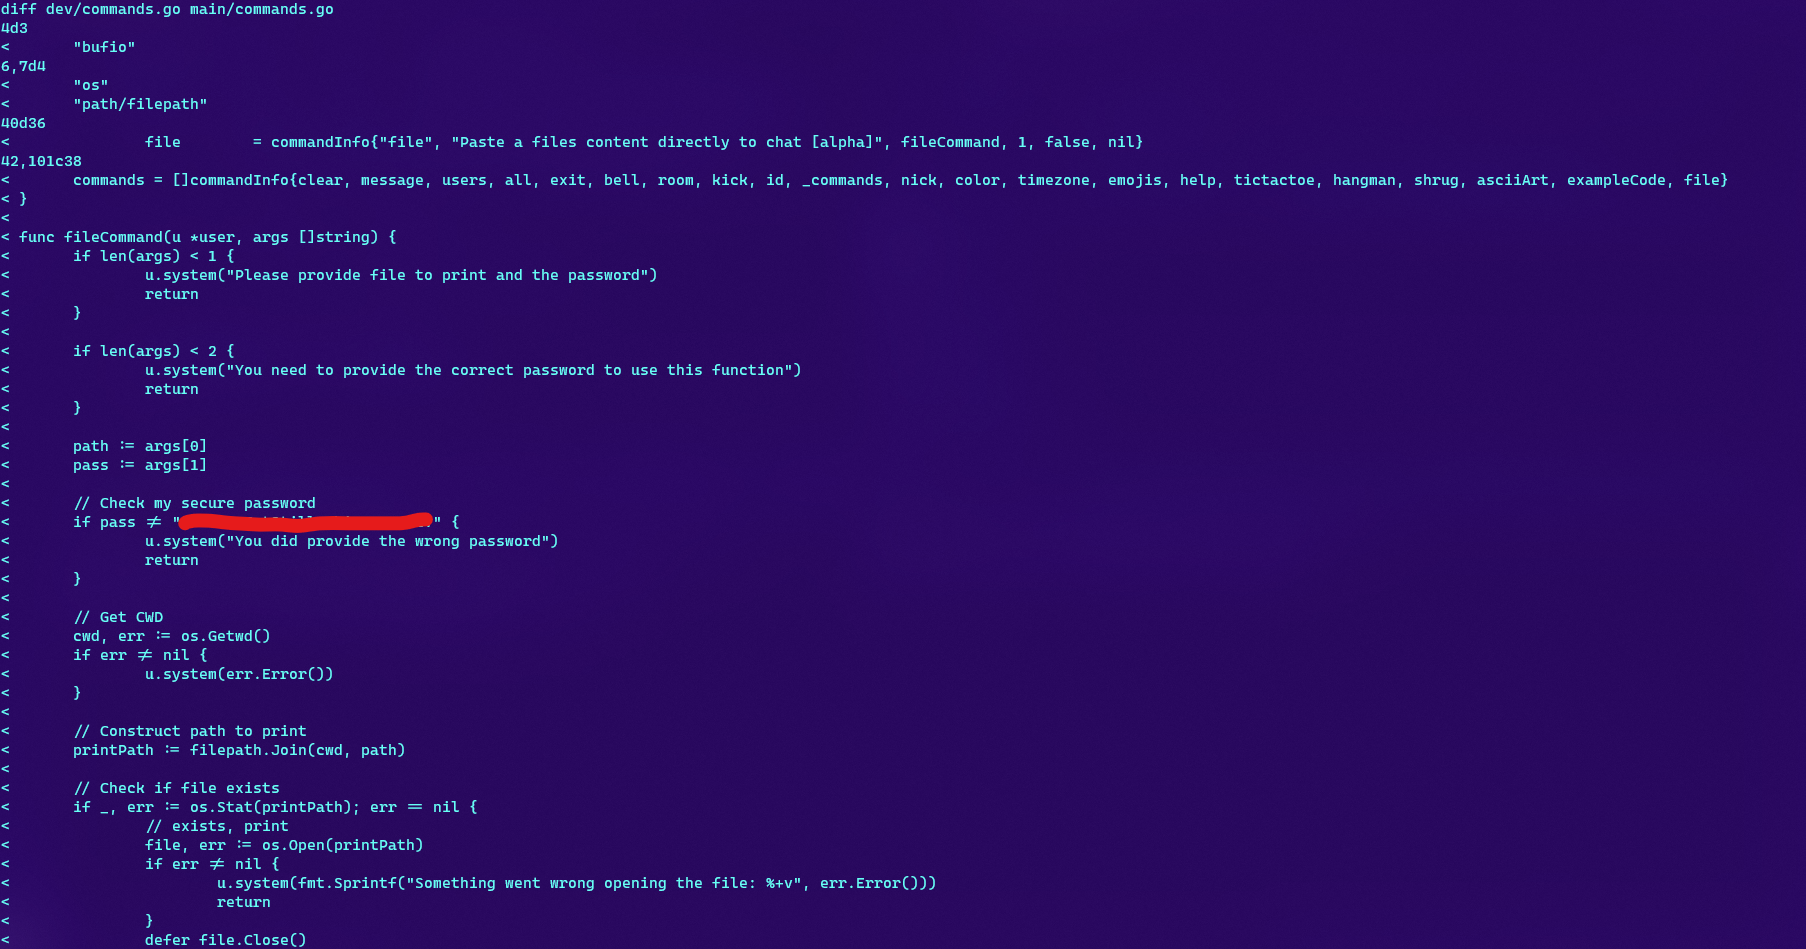 diff dev/commands.go main/commands.go
4d3
<       "bufio"
6,7d4
<       "os"
<       "path/filepath"
40d36
<               file        = commandInfo{"file", "Paste a files content directly to chat [alpha]", fileCommand, 1, false, nil}
42,101c38
<       commands = []commandInfo{clear, message, users, all, exit, bell, room, kick, id, _commands, nick, color, timezone, emojis, help, tictactoe, hangman, shrug, asciiArt, exampleCode, file}
< }
<
< func fileCommand(u *user, args []string) {
<       if len(args) < 1 {
<               u.system("Please provide file to print and the password")
<               return
<       }
<
<       if len(args) < 2 {
<               u.system("You need to provide the correct password to use this function")
<               return
<       }
<
<       path := args[0]
<       pass := args[1]
<
<       // Check my secure password
<       if pass != "" {
<               u.system("You did provide the wrong password")
<               return
<       }
<
<       // Get CWD
<       cwd, err := os.Getwd()
<       if err != nil {
<               u.system(err.Error())
<       }
<
<       // Construct path to print
<       printPath := filepath.Join(cwd, path)
<
<       // Check if file exists
<       if _, err := os.Stat(printPath); err == nil {
<               // exists, print
<               file, err := os.Open(printPath)
<               if err != nil {
<                       u.system(fmt.Sprintf("Something went wrong opening the file: %+v", err.Error()))
<                       return
<               }
<               defer file.Close()